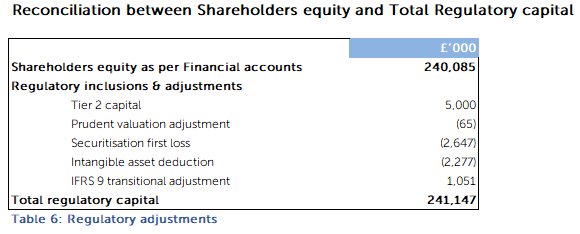 Reconciliation between Shareholders equity and Total Regulatory capital
£'000
Shareholders equity as per Financial accounts 240,085
Regulatory inclusions & adjustments
Tier 2 capital 5,000
Prudent valuation adjustment (65)
Securitisation first loss (2,647)
Intangible asset deduction (2,277)
IFRS 9 transitional adjustment 1,051
Total regulatory capital 241,147
Table 6: Regulatory adjustments